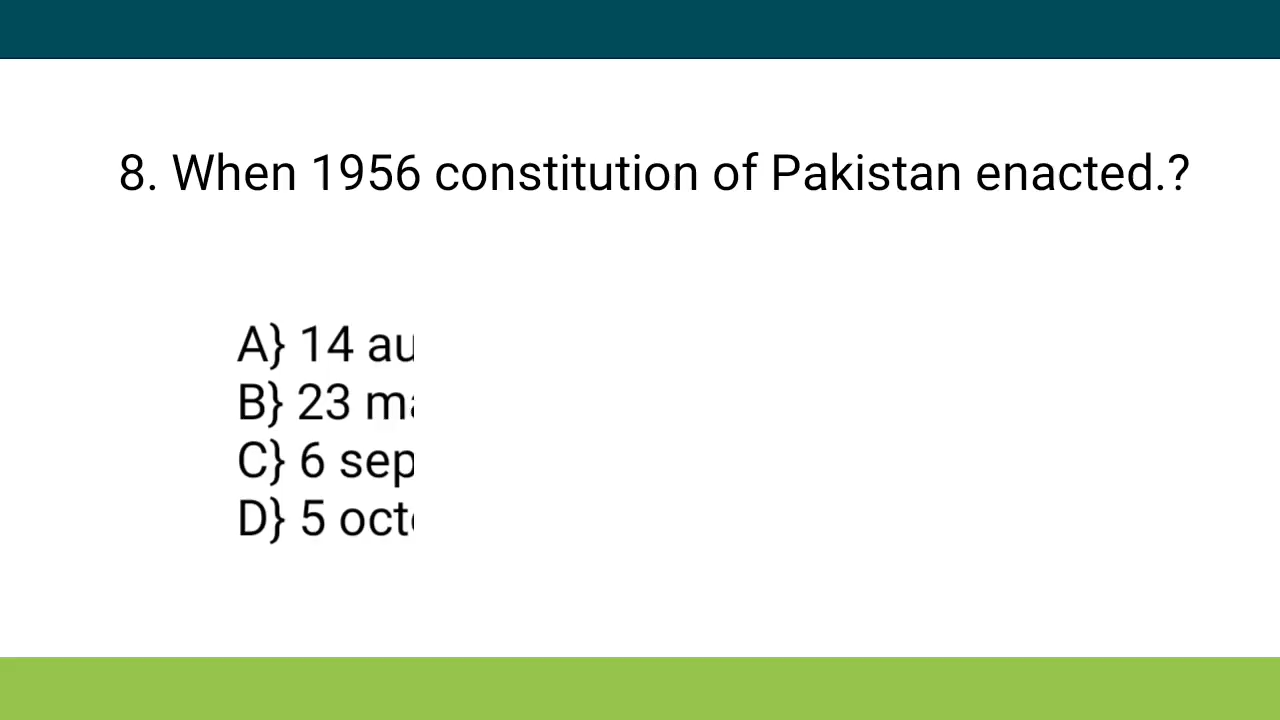 8. When 1956 constitution of Pakistan enacted.?
A} 14 au
B} 23 m
C} 6 sep
D} 5 oct